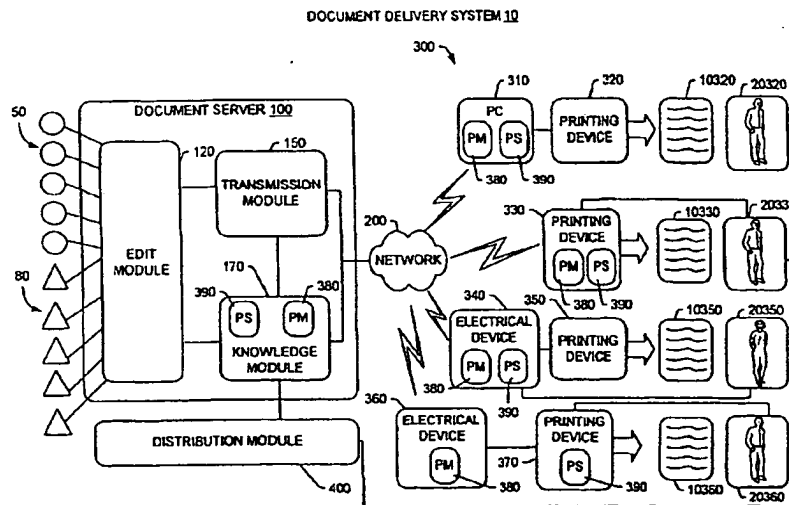 DOCUMENT DELIVERY SYSTEM 10
300
310
320
10320
20320
50
DOCUMENT SERVER 100
PC
PRINTING
DEVICE
PM
PS
120
150
TRANSMISSION
MODULE
380
390
200
NETWORK
330
PRINTING
DEVICE
10330
2033
PM
PS
EDIT
MODULE
80
170
390
380
PS
PM
KNOWLEDGE
MODULE
380
390
340
350
10350
20350
ELECTRICAL
DEVICE
PRINTING
DEVICE
PM
PS
380
390
360
ELECTRICAL
DEVICE
PRINTING
DEVICE
PM
370
PS
380
390
10360
20360
DISTRIBUTION MODULE
400